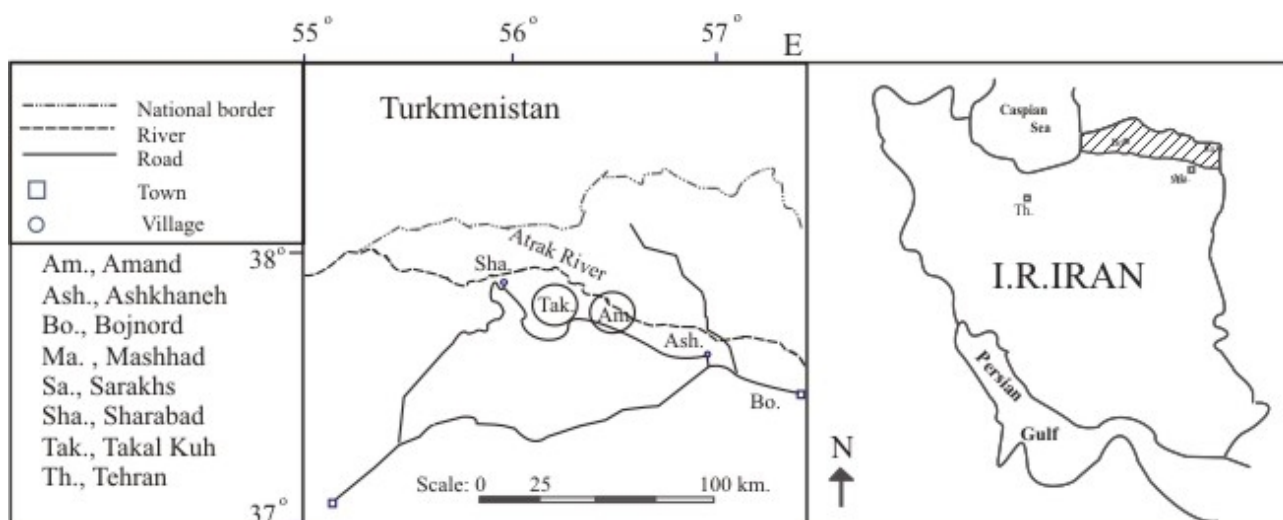 55°
56°
57°
E
National border
River
Road
Town
Village
Am., Amand
Ash., Ashkhaneh
Bo., Bojnord
Ma. , Mashhad
Sa., Sarakhs
Sha., Sharabad
Tak., Takal Kuh
Th., Tehran
38°
37°
Turkmenistan
Atrak River
Sha.
Tak.
Am
Ash.
Bo.
Scale: 0 25 100 km.
Caspian
Sea
Th.
I.R.IRAN
Persian
Gulf
N